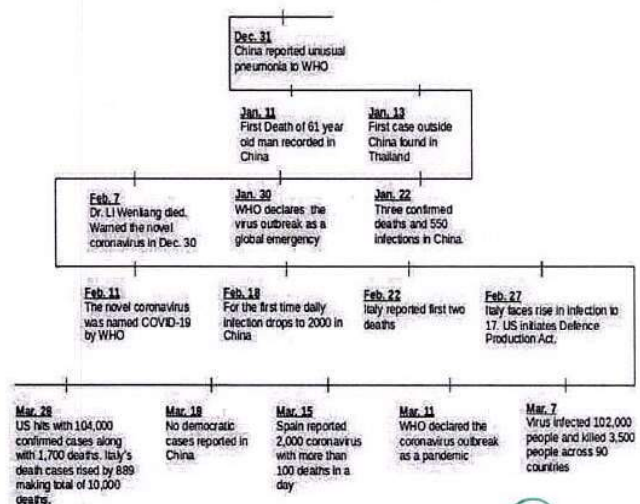 Dec. 31
China reported unusual
pneumonia to WHO
Jan. 11
First Death of 61 year
old man recorded in
China
Jan. 13
First case outside
China found in
Thailand
Feb. 7
Dr. Li Wenliang died.
Warned the novel
coronavirus in Dec. 30
Jan. 30
WHO declares the
virus outbreak as a
global emergency
Jan. 22
Three confirmed
deaths and 550
infections in China.
Feb. 11
The novel coronavirus
was named COVID-19
by WHO
Feb. 18
For the first time daily
infection drops to 2000 in
China
Feb. 22
Italy reported first two
deaths
Feb. 27
Italy faces rise in infection to
17. US initiates Defence
Production Act.
Mar. 28
US hits with 104,000
confirmed cases along
with 1,700 deaths. Italy's
death cases rised by 889
making total of 10,000
deaths.
Mar. 18
No democratic
cases reported in
China
Mar. 15
Spain reported
2,000 coronavirus
with more than
100 deaths in a
day
Mar. 11
WHO declared the
coronavirus outbreak
as a pandemic
Mar. 7
Virus infected 102,000
people and killed 3,500
people across 90
countries